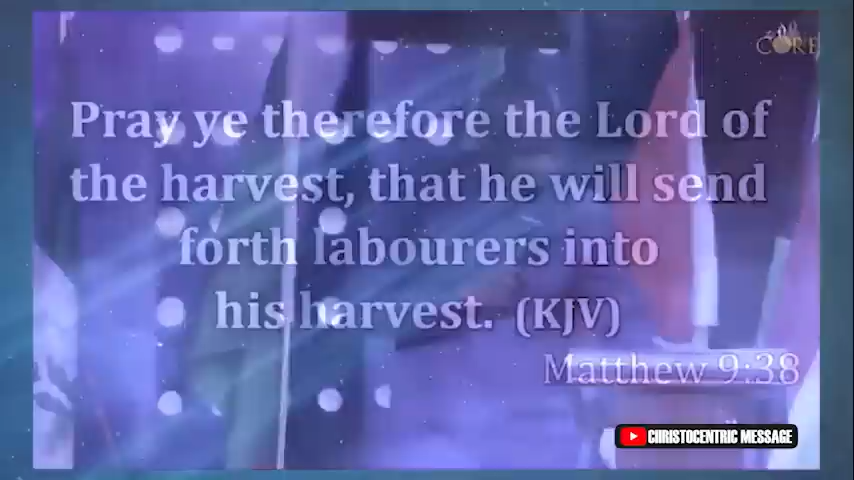 CORE
Pray ye therefore the Lord of
the harvest, that he will send
forth labourers into
his harvest. (KJV)
Matthew 9:38
CHRISTOCENTRIC MESSAGE